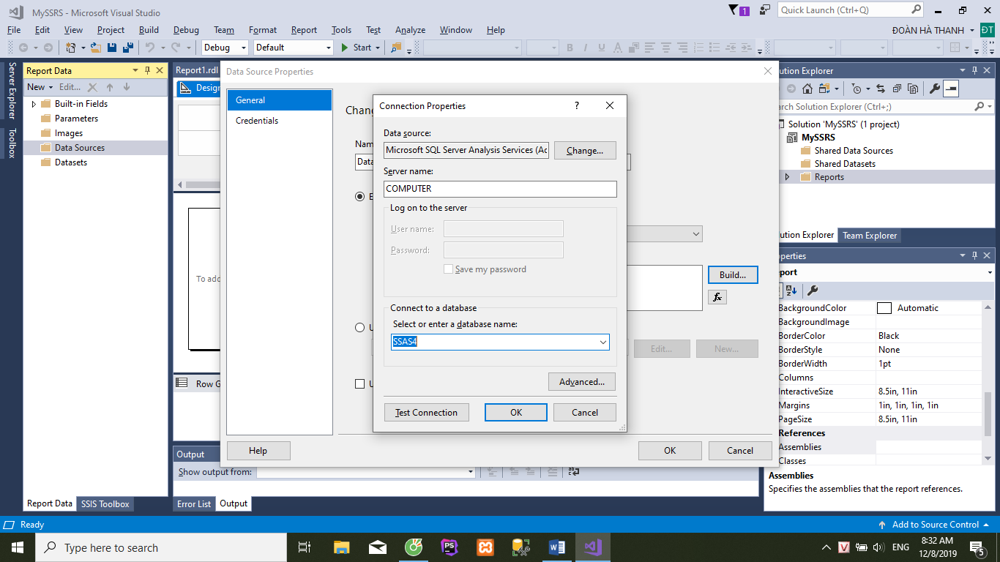 MySSRS - Microsoft Visual Studio
1
Quick Launch (Ctrl+Q)
File Edit View Project Build Debug Team Format Report Tools Test Analyze Window Help
ĐOÀN HÀ THANH
ĐT
Debug
Default
Start
Server Explorer
Toolbox
Report Data
New
Edit...
Built-in Fields
Parameters
Images
Data Sources
Datasets
Report Data
SSIS Toolbox
Report1.rdl
Design
To add
Row G
Output
Show output from:
Error List
Output
Data Source Properties
General
Credentials
Chang
Nam
Data
E
Build...
fx
U
Edit...
New...
U
Help
OK
Cancel
Connection Properties
?
Data source:
Microsoft SQL Server Analysis Services (Ac
Change...
Server name:
COMPUTER
Log on to the server
User name:
Password:
Save my password
Connect to a database
Select or enter a database name:
SSAS4
Advanced...
Test Connection
OK
Cancel
ution Explorer
arch Solution Explorer (Ctrl+;)
Solution 'MySSRS' (1 project)
MySSRS
Shared Data Sources
Shared Datasets
Reports
ution Explorer
Team Explorer
operties
port
BackgroundColor Automatic
BackgroundImage
BorderColor Black
BorderStyle None
BorderWidth 1pt
Columns
InteractiveSize 8.5in, 11in
Margins 1in, 1in, 1in, 1in
PageSize 8.5in, 11in
References
Assemblies
Classes
Assemblies
Specifies the assemblies that the report references.
Ready
Add to Source Control
Type here to search
PS
ENG
8:32 AM
12/8/2019
5